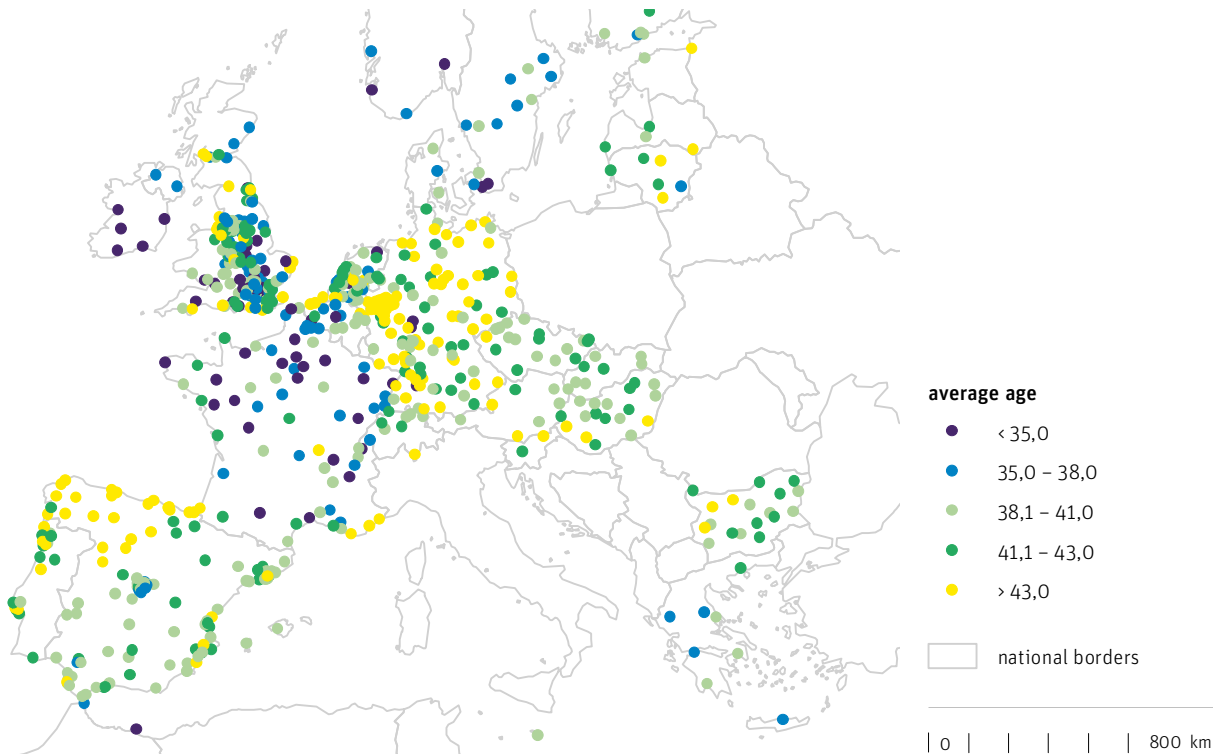 average age
< 35,0
35,0 – 38,0
38,1 – 41,0
41,1 – 43,0
> 43,0
national borders
0 800 km